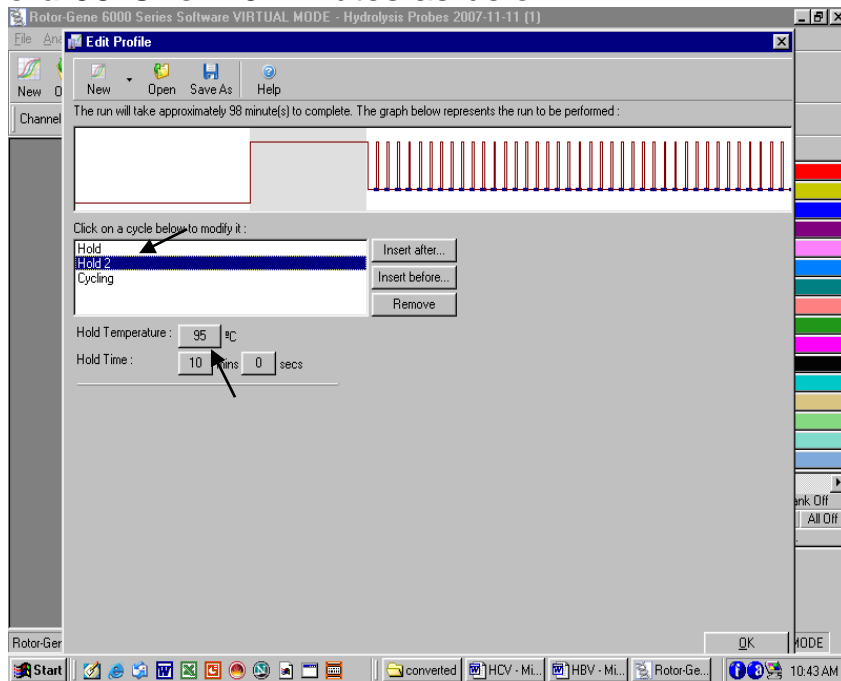 Rotor-Gene 6000 Series Software VIRTUAL MODE - Hydrolysis Probes 2007-11-11 (1)
File
Edit Profile
New
New Open Save As Help
Channel
The run will take approximately 98 minute(s) to complete. The graph below represents the run to be performed :
Click on a cycle below to modify it :
Hold
Hold 2
Cycling
Insert after...
Insert before...
Remove
Hold Temperature : 95 ºC
Hold Time : 10 mins 0 secs
All Off
OK
Rotor-Ger
MODE
Start
converted
HCV - Mi...
HBV - Mi...
Rotor-Ge...
10:43 AM